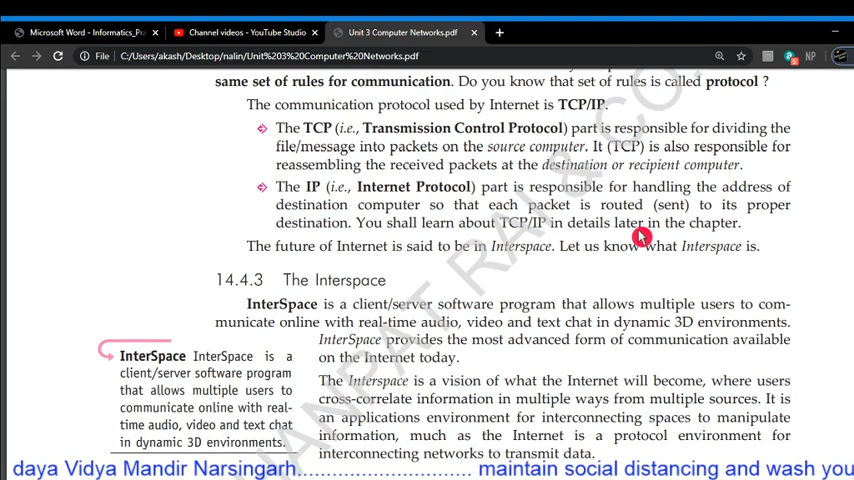 Microsoft Word - Informatics_Pra
Channel videos - YouTube Studio
Unit 3 Computer Networks.pdf
File
C:/Users/akash/Desktop/nalin/Unit%203%20Computer%20Networks.pdf
NP
same set of rules for communication. Do you know that set of rules is called protocol ?
The communication protocol used by Internet is TCP/IP.
The TCP (i.e., Transmission Control Protocol) part is responsible for dividing the
file/message into packets on the source computer. It (TCP) is also responsible for
reassembling the received packets at the destination or recipient computer.
The IP (i.e., Internet Protocol) part is responsible for handling the address of
destination computer so that each packet is routed (sent) to its proper
destination. You shall learn about TCP/IP in details later in the chapter.
The future of Internet is said to be in Interspace. Let us know what Interspace is.
14.4.3 The Interspace
InterSpace is a client/server software program that allows multiple users to com-
municate online with real-time audio, video and text chat in dynamic 3D environments.
InterSpace provides the most advanced form of communication available
on the Internet today.
The Interspace is a vision of what the Internet will become, where users
cross-correlate information in multiple ways from multiple sources. It is
an applications environment for interconnecting spaces to manipulate
information, much as the Internet is a protocol environment for
interconnecting networks to transmit data.
InterSpace InterSpace is a
client/server software program
that allows multiple users to
communicate online with real-
time audio, video and text chat
in dynamic 3D environments.
HANPAT RAI & CO.
daya Vidya Mandir Narsingarh.................................. maintain social distancing and wash you